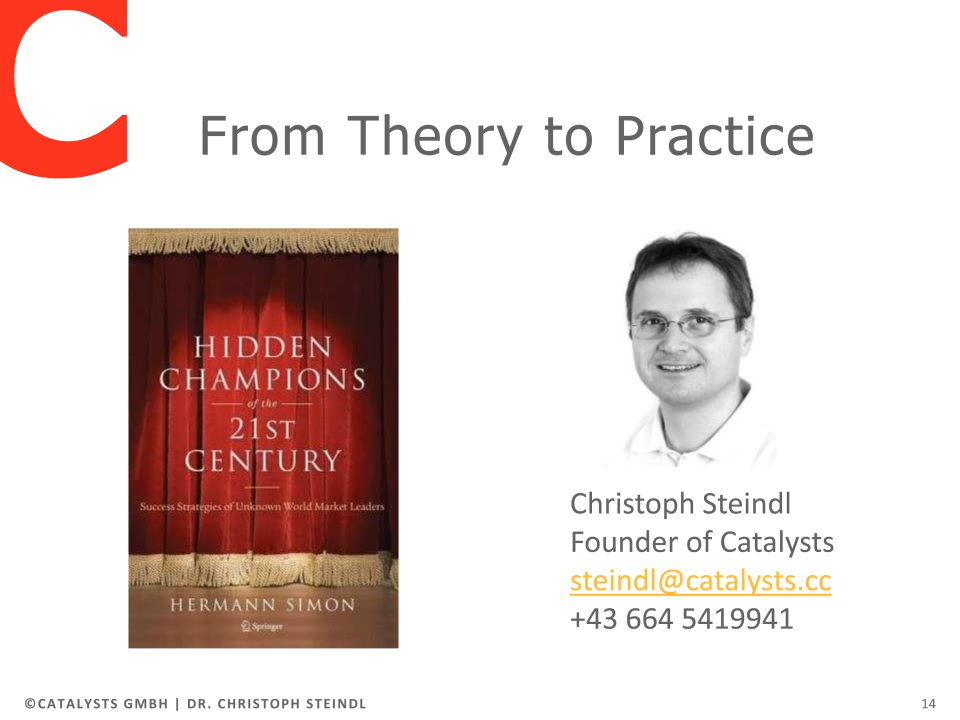 C
From Theory to Practice
HIDDEN
CHAMPIONS
of the
21ST
CENTURY
Success Strategies of Unknown World Market Leaders
HERMANN SIMON
Springer
Christoph Steindl
Founder of Catalysts
steindl@catalysts.cc
+43 664 5419941
©CATALYSTS GMBH | DR. CHRISTOPH STEINDL
14